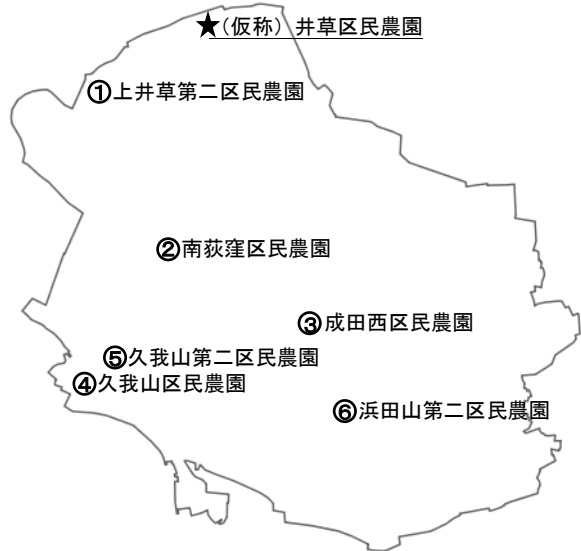 ★(仮称) 井草区民農園
①上井草第二区民農園
②南荻窪区民農園
③成田西区民農園
⑤久我山第二区民農園
④久我山区民農園
⑥浜田山第二区民農園